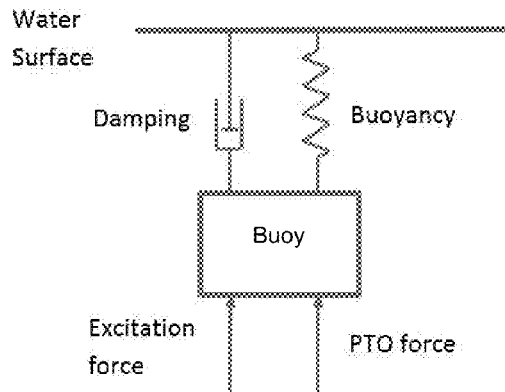 Water
Surface
Damping
Buoyancy
Buoy
Excitation
force
PTO force